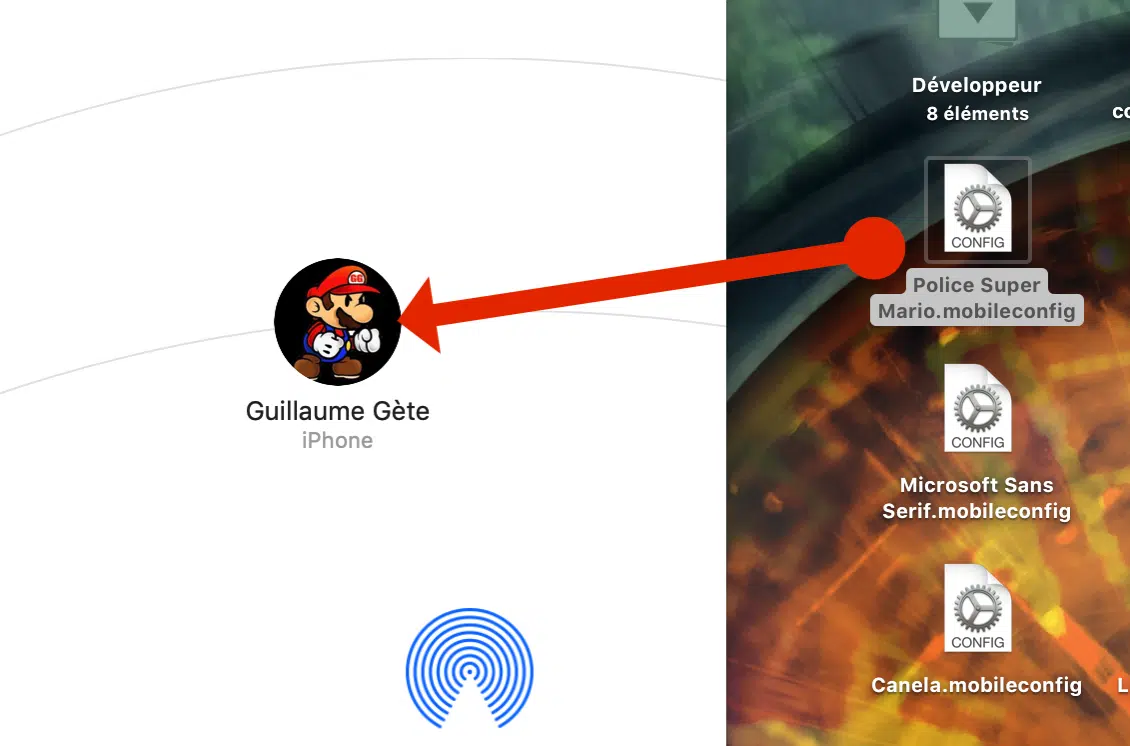 Guillaume Gète
iPhone
Développeur
8 éléments
CONFIG
Police Super
Mario.mobileconfig
CONFIG
Microsoft Sans
Serif.mobileconfig
CONFIG
Canela.mobileconfig
GG